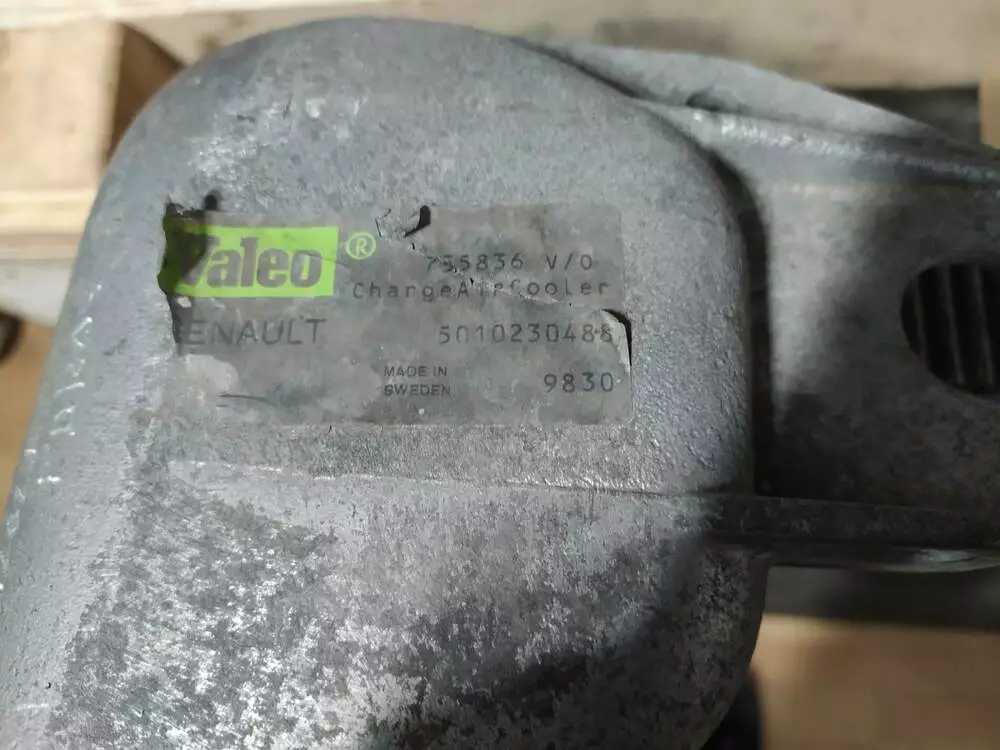 Valeo®
755836 V/0
ChargeAirCooler
RENAULT 5010230488
MADE IN
SWEDEN
9830